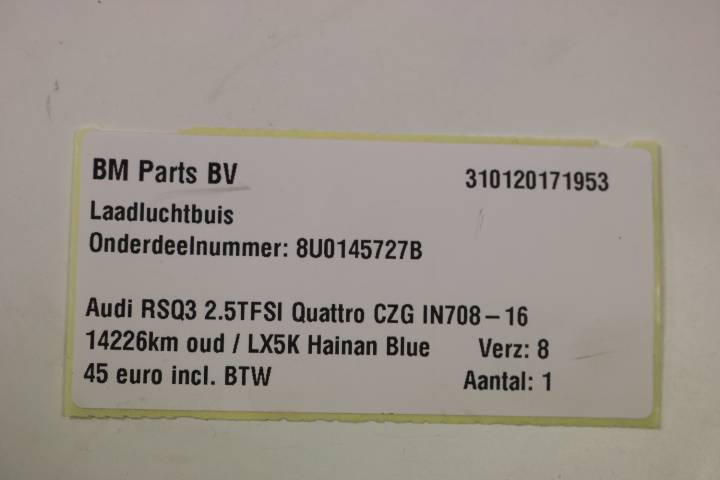 BM Parts BV 310120171953
Laadluchtbuis
Onderdeelnummer: 8U0145727B
Audi RSQ3 2.5TFSI Quattro CZG IN708-16
14226km oud / LX5K Hainan Blue Verz: 8
45 euro incl. BTW Aantal: 1